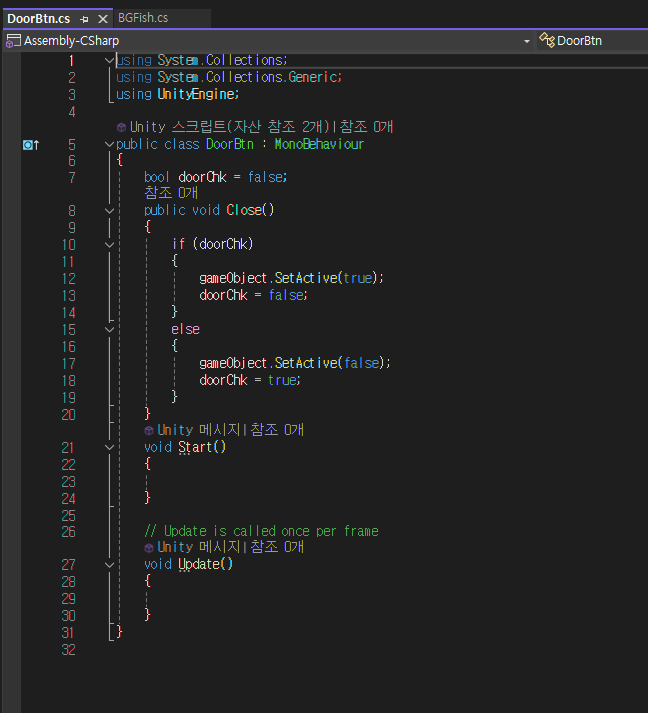 DoorBtn.cs
BGFish.cs
Assembly-CSharp
DoorBtn
1 using System.Collections;
2 using System.Collections.Generic;
3 using UnityEngine;
4
Unity 스크립트(자산 참조 2개)|참조 0개
5 public class DoorBtn : MonoBehaviour
6 {
7 bool doorChk = false;
참조 0개
8 public void Close()
9 {
10 if (doorChk)
11 {
12 gameObject.SetActive(true);
13 doorChk = false;
14 }
15 else
16 {
17 gameObject.SetActive(false);
18 doorChk = true;
19 }
20 }
Unity 메시지|참조 0개
21 void Start()
22 {
23
24 }
25
26 // Update is called once per frame
Unity 메시지|참조 0개
27 void Update()
28 {
29
30 }
31 }
32